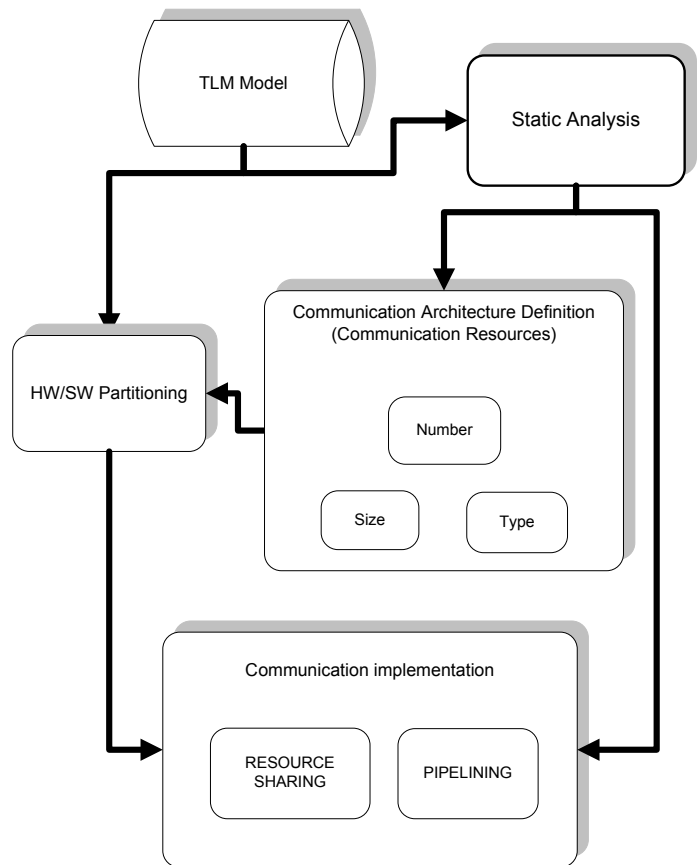 TLM Model
Static Analysis
Communication Architecture Definition
(Communication Resources)
HW/SW Partitioning
Number
Size
Type
Communication implementation
RESOURCE
SHARING
PIPELINING